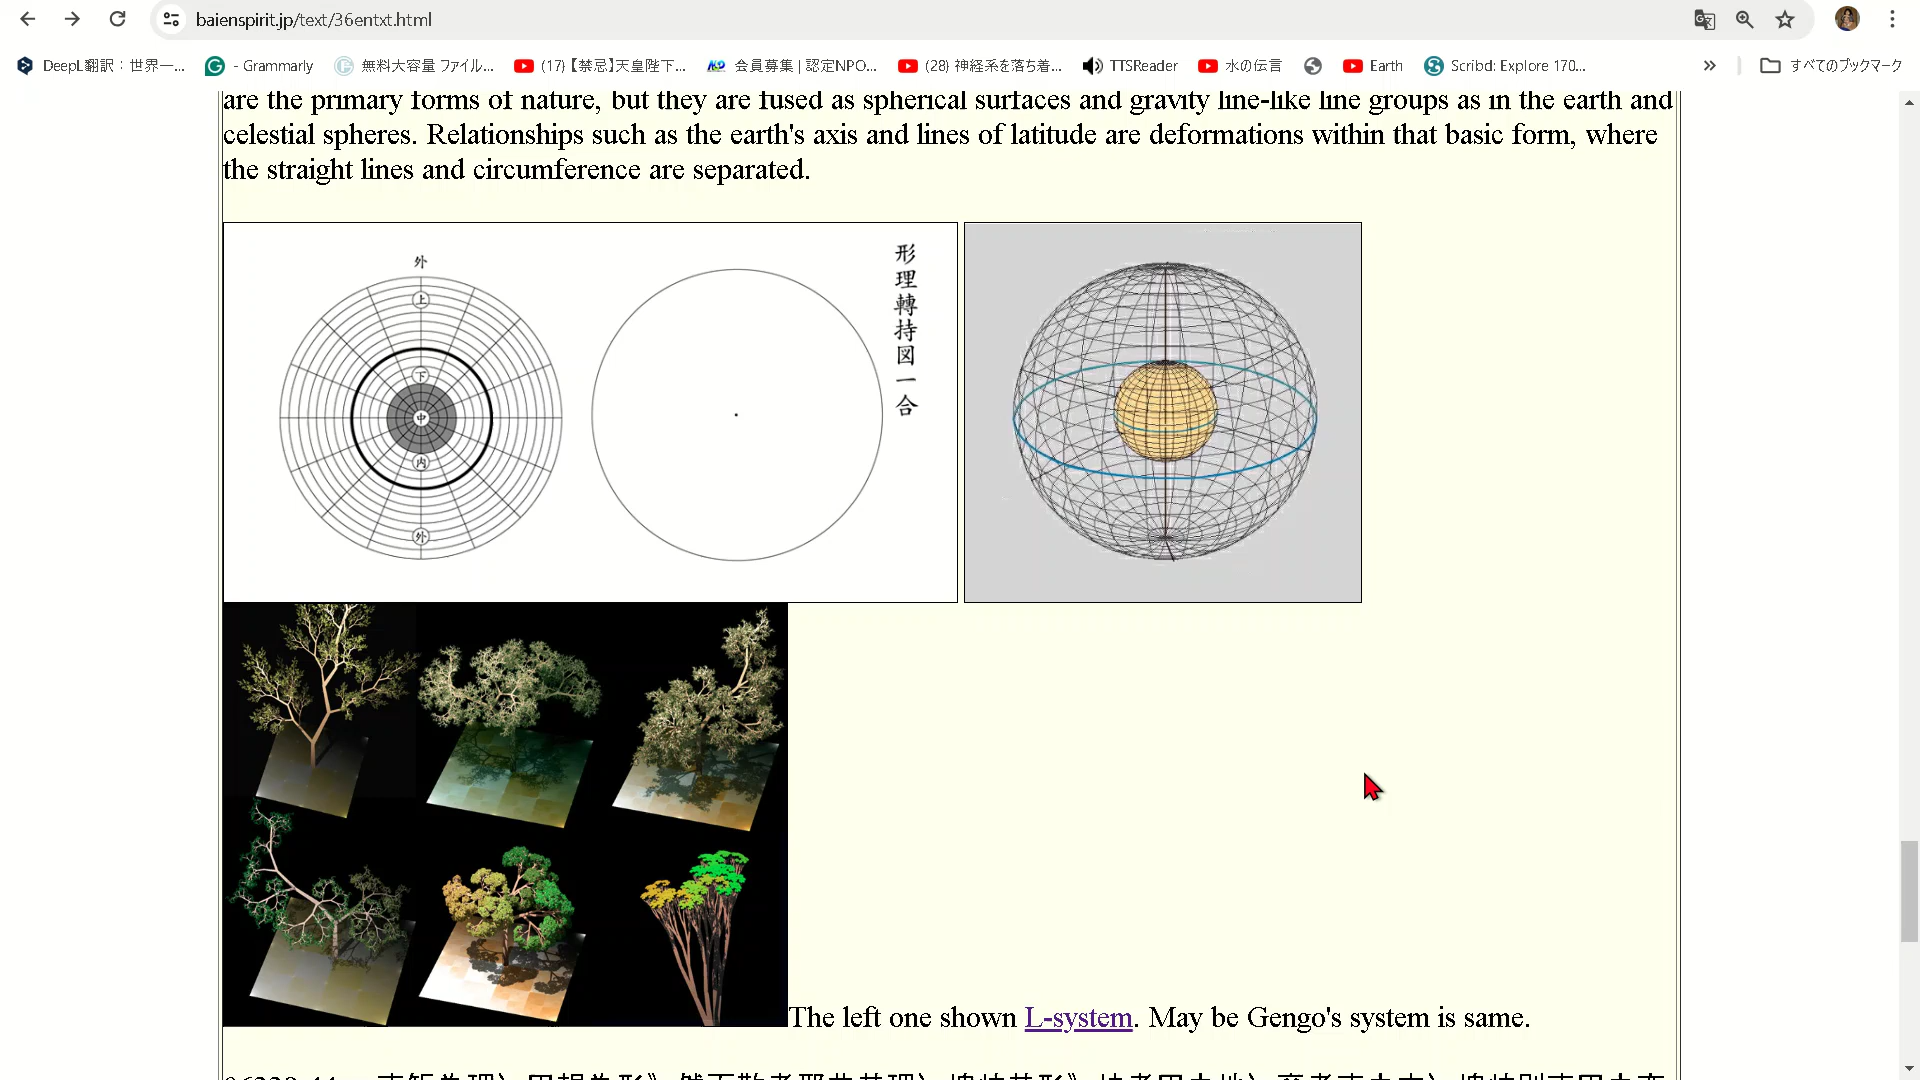 baienspirit.jp/text/36entxt.html
DeepL翻訳：世界一...
- Grammarly
無料大容量 ファイル...
(17)【禁忌】天皇陛下...
会員募集 | 認定NPO...
(28) 神経系を落ち着...
TTSReader
水の伝言
Earth
Scribd: Explore 170...
»
すべてのブックマーク
are the primary forms of nature, but they are fused as spherical surfaces and gravity line-like line groups as in the earth and
celestial spheres. Relationships such as the earth's axis and lines of latitude are deformations within that basic form, where
the straight lines and circumference are separated.
形理轉持図一合
外
上
下
中
内
外
The left one shown L-system. May be Gengo's system is same.